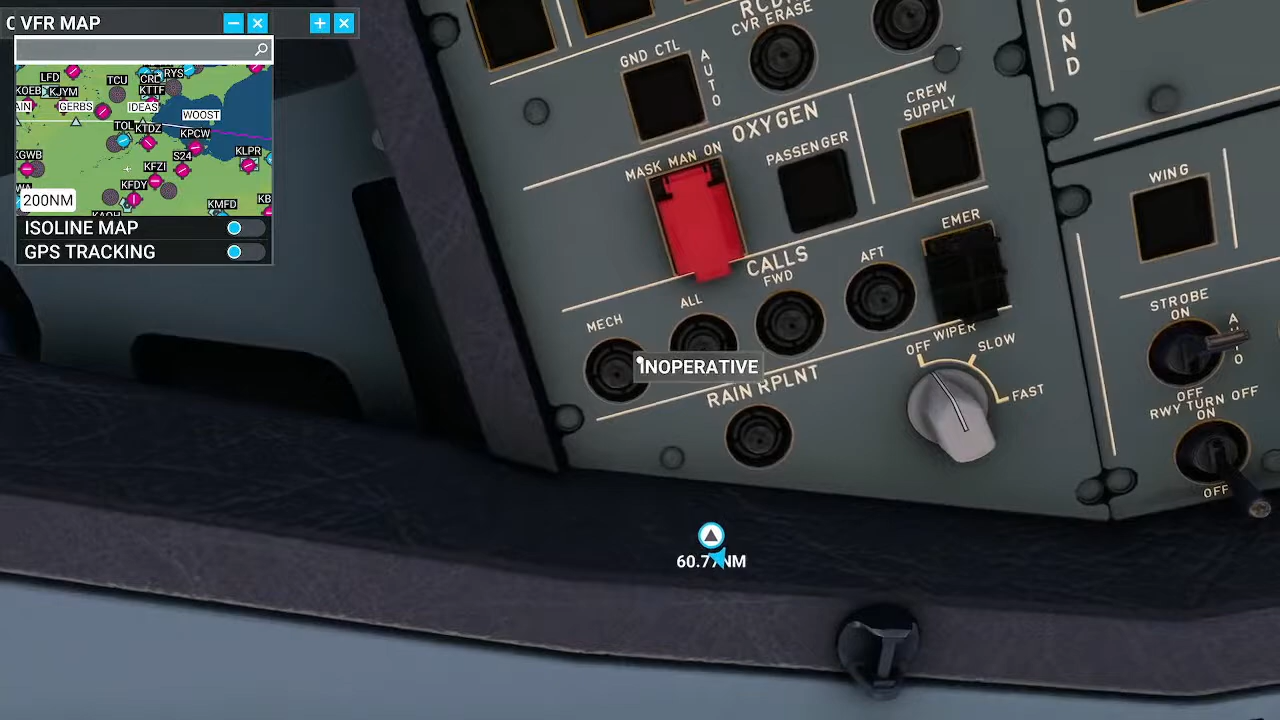 VFR MAP
LFD
TCU
CRL
RYS
KOEB
KJYM
KTTF
GERBS
IDEAS
WOOST
TOL
KTDZ
KPCW
KGWB
S24
KFZI
KLPR
KFDY
KMFD
KB
200NM
ISOLINE MAP
GPS TRACKING
CVR ERASE
GND CTL
AUTO
OXYGEN
MASK MAN ON
PASSENGER
CREW
SUPPLY
CALLS
MECH
ALL
FWD
AFT
EMER
INOPERATIVE
RAIN RPLNT
WIPER
OFF
SLOW
FAST
OND
WING
STROBE
ON
OFF
RWY TURN OFF
ON
OFF